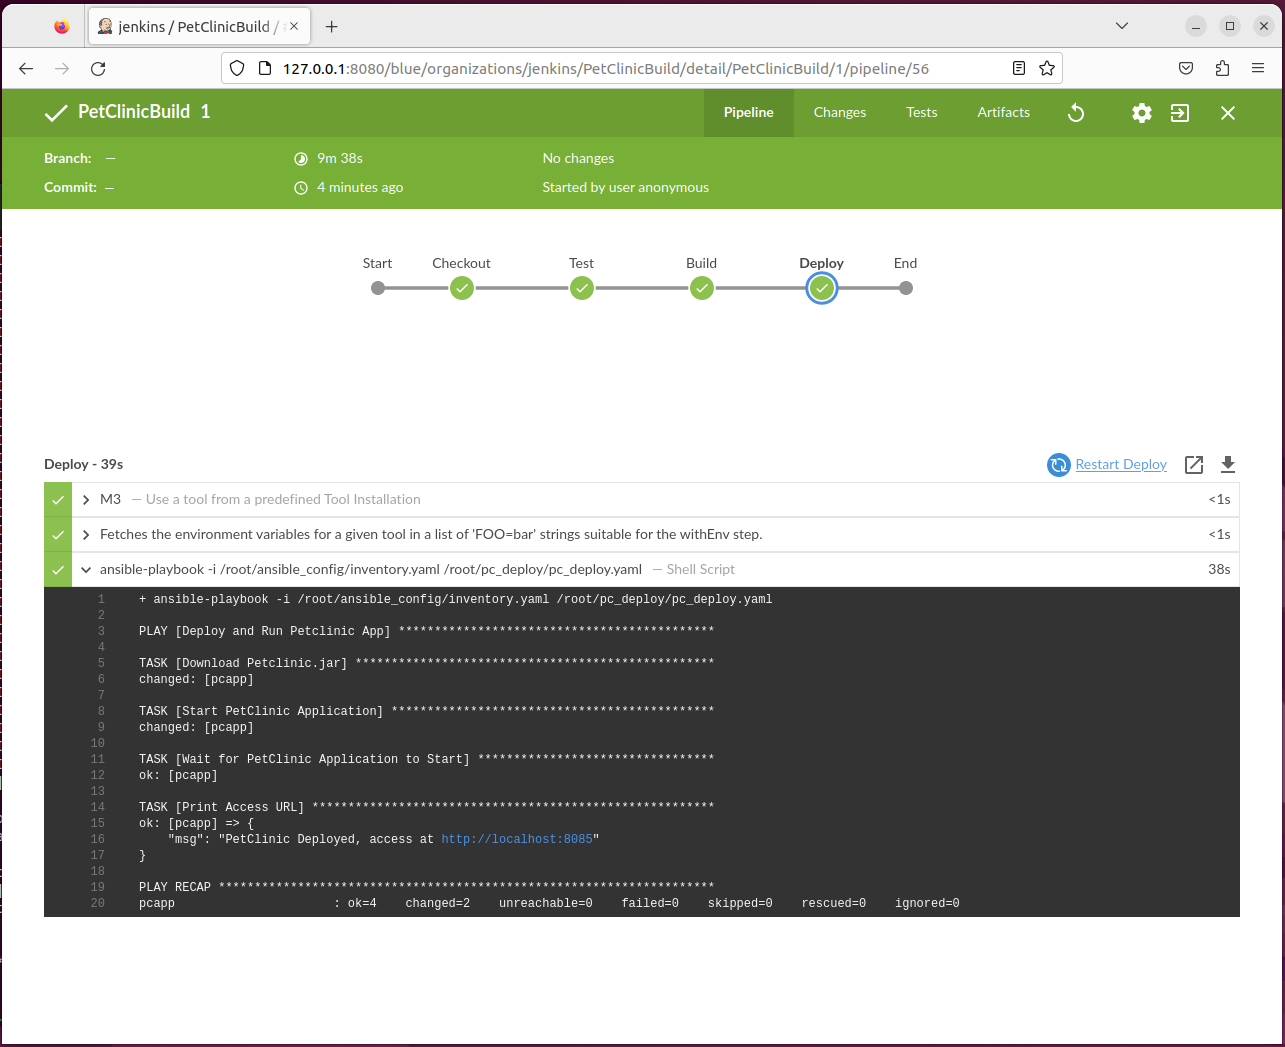 jenkins / PetClinicBuild /
127.0.0.1:8080/blue/organizations/jenkins/PetClinicBuild/detail/PetClinicBuild/1/pipeline/56
PetClinicBuild 1
Pipeline Changes Tests Artifacts
Branch: — 9m 38s No changes
Commit: — 4 minutes ago Started by user anonymous
Start Checkout Test Build Deploy End
Deploy - 39s Restart Deploy
M3 — Use a tool from a predefined Tool Installation <1s
Fetches the environment variables for a given tool in a list of 'FOO=bar' strings suitable for the withEnv step. <1s
ansible-playbook -i /root/ansible_config/inventory.yaml /root/pc_deploy/pc_deploy.yaml — Shell Script 38s
1 + ansible-playbook -i /root/ansible_config/inventory.yaml /root/pc_deploy/pc_deploy.yaml
2
3 PLAY [Deploy and Run Petclinic App] ********************************************
4
5 TASK [Download Petclinic.jar] **************************************************
6 changed: [pcapp]
7
8 TASK [Start PetClinic Application] *********************************************
9 changed: [pcapp]
10
11 TASK [Wait for PetClinic Application to Start] *********************************
12 ok: [pcapp]
13
14 TASK [Print Access URL] ********************************************************
15 ok: [pcapp] => {
16 "msg": "PetClinic Deployed, access at http://localhost:8085"
17 }
18
19 PLAY RECAP *********************************************************************
20 pcapp : ok=4 changed=2 unreachable=0 failed=0 skipped=0 rescued=0 ignored=0